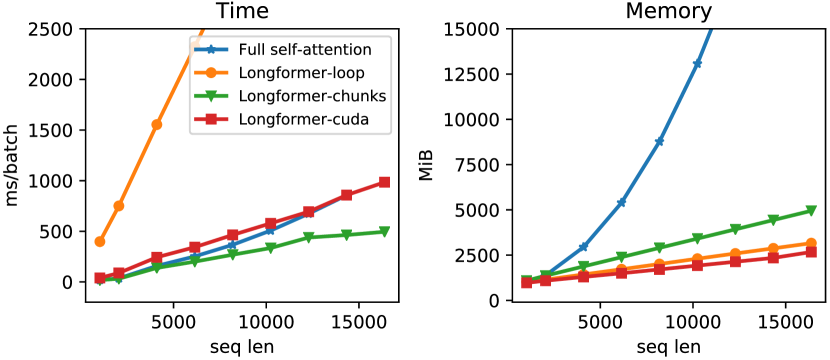 Time
2500
2000
1500
1000
500
0
ms/batch
5000 10000 15000
seq len
Full self-attention
Longformer-loop
Longformer-chunks
Longformer-cuda
Memory
15000
12500
10000
7500
5000
2500
0
MiB
5000 10000 15000
seq len